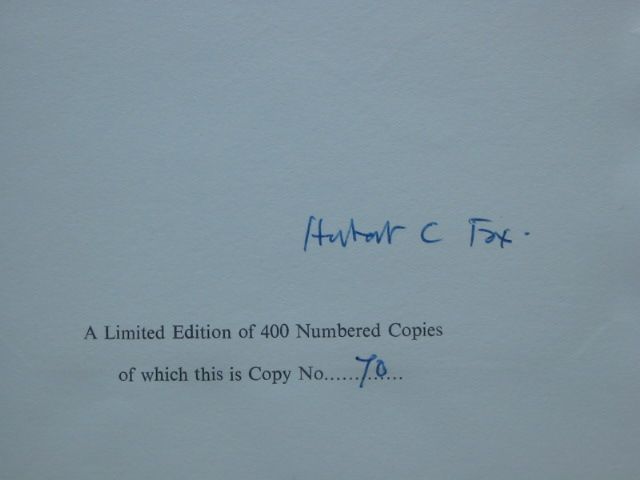 Herbert C Fox.
A Limited Edition of 400 Numbered Copies
of which this is Copy No......70......